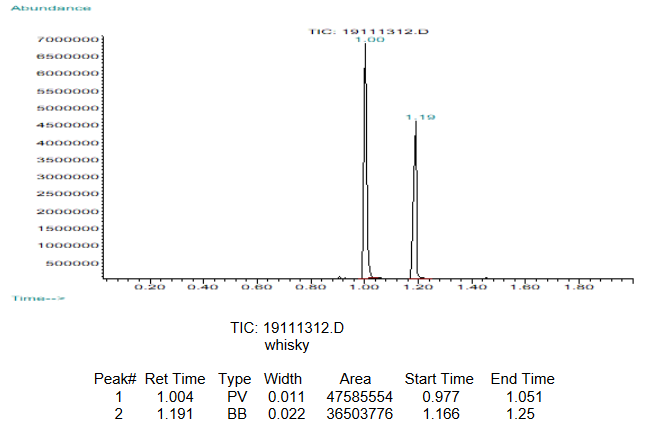 Abundance
TIC: 19111312.D
7000000
1.00
6500000
6000000
5500000
5000000
4500000
1.19
4000000
3500000
3000000
2500000
2000000
1500000
1000000
500000
0.20 0.40 0.60 0.80 1.00 1.20 1.40 1.60 1.80
Time-->
TIC: 19111312.D
whisky
Peak# Ret Time Type Width Area Start Time End Time
1 1.004 PV 0.011 47585554 0.977 1.051
2 1.191 BB 0.022 36503776 1.166 1.25